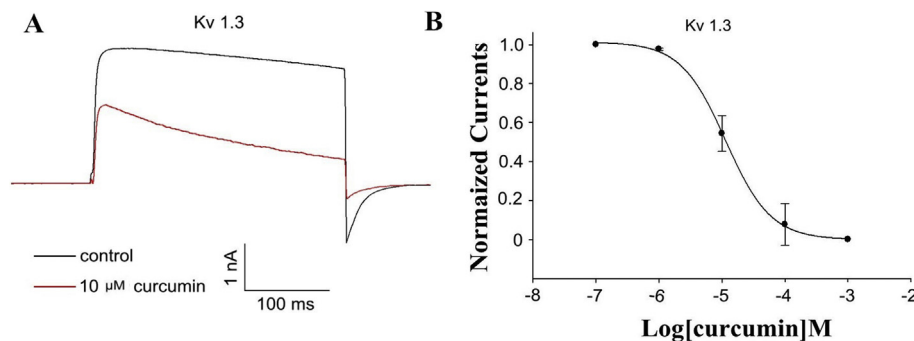 A
Kv 1.3
control
10 μM curcumin
1 nA
100 ms
B
Kv 1.3
Normaized Currents
1.0
0.8
0.6
0.4
0.2
0
-8
-7
-6
-5
-4
-3
-2
Log[curcumin]M